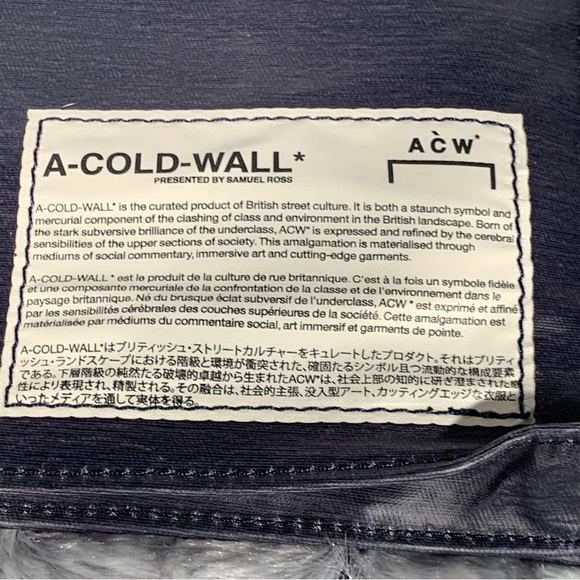 A-COLD-WALL*
PRESENTED BY SAMUEL ROSS
A C̀ W*
A-COLD-WALL* is the curated product of British street culture. It is both a staunch symbol and
mercurial component of the clashing of class and environment in the British landscape. Born of
the stark subversive brilliance of the underclass, ACW* is expressed and refined by the cerebral
sensibilities of the upper sections of society. This amalgamation is materialised through
mediums of social commentary, immersive art and cutting-edge garments.
A-COLD-WALL* est le produit de la culture de rue britannique. C'est à la fois un symbole fidèle
et une composante mercuriale de la confrontation de la classe et de l'environnement dans le
paysage britannique. Né du brusque éclat subversif de l'underclass, ACW* est exprimé et affiné
par les sensibilités cérébrales des couches supérieures de la société. Cette amalgamation est
matérialisée par médiums du commentaire social, art immersif et garments de pointe.
A-COLD-WALL*はブリティッシュ・ストリートカルチャーをキュレートしたプロダクト。それはブリティ
ッシュ・ランドスケープにおける階級と環境が衝突された、確固たるシンボル且つ流動的な構成要素
である。下層階級の純然たる破壊的卓越から生まれたACW*は、社会上部の知的に研ぎ澄まされた感
性により表現され、精製される。その融合は、社会的主張、没入型アート、カッティングエッジな衣服と
いったメディアを通して実体を得る。